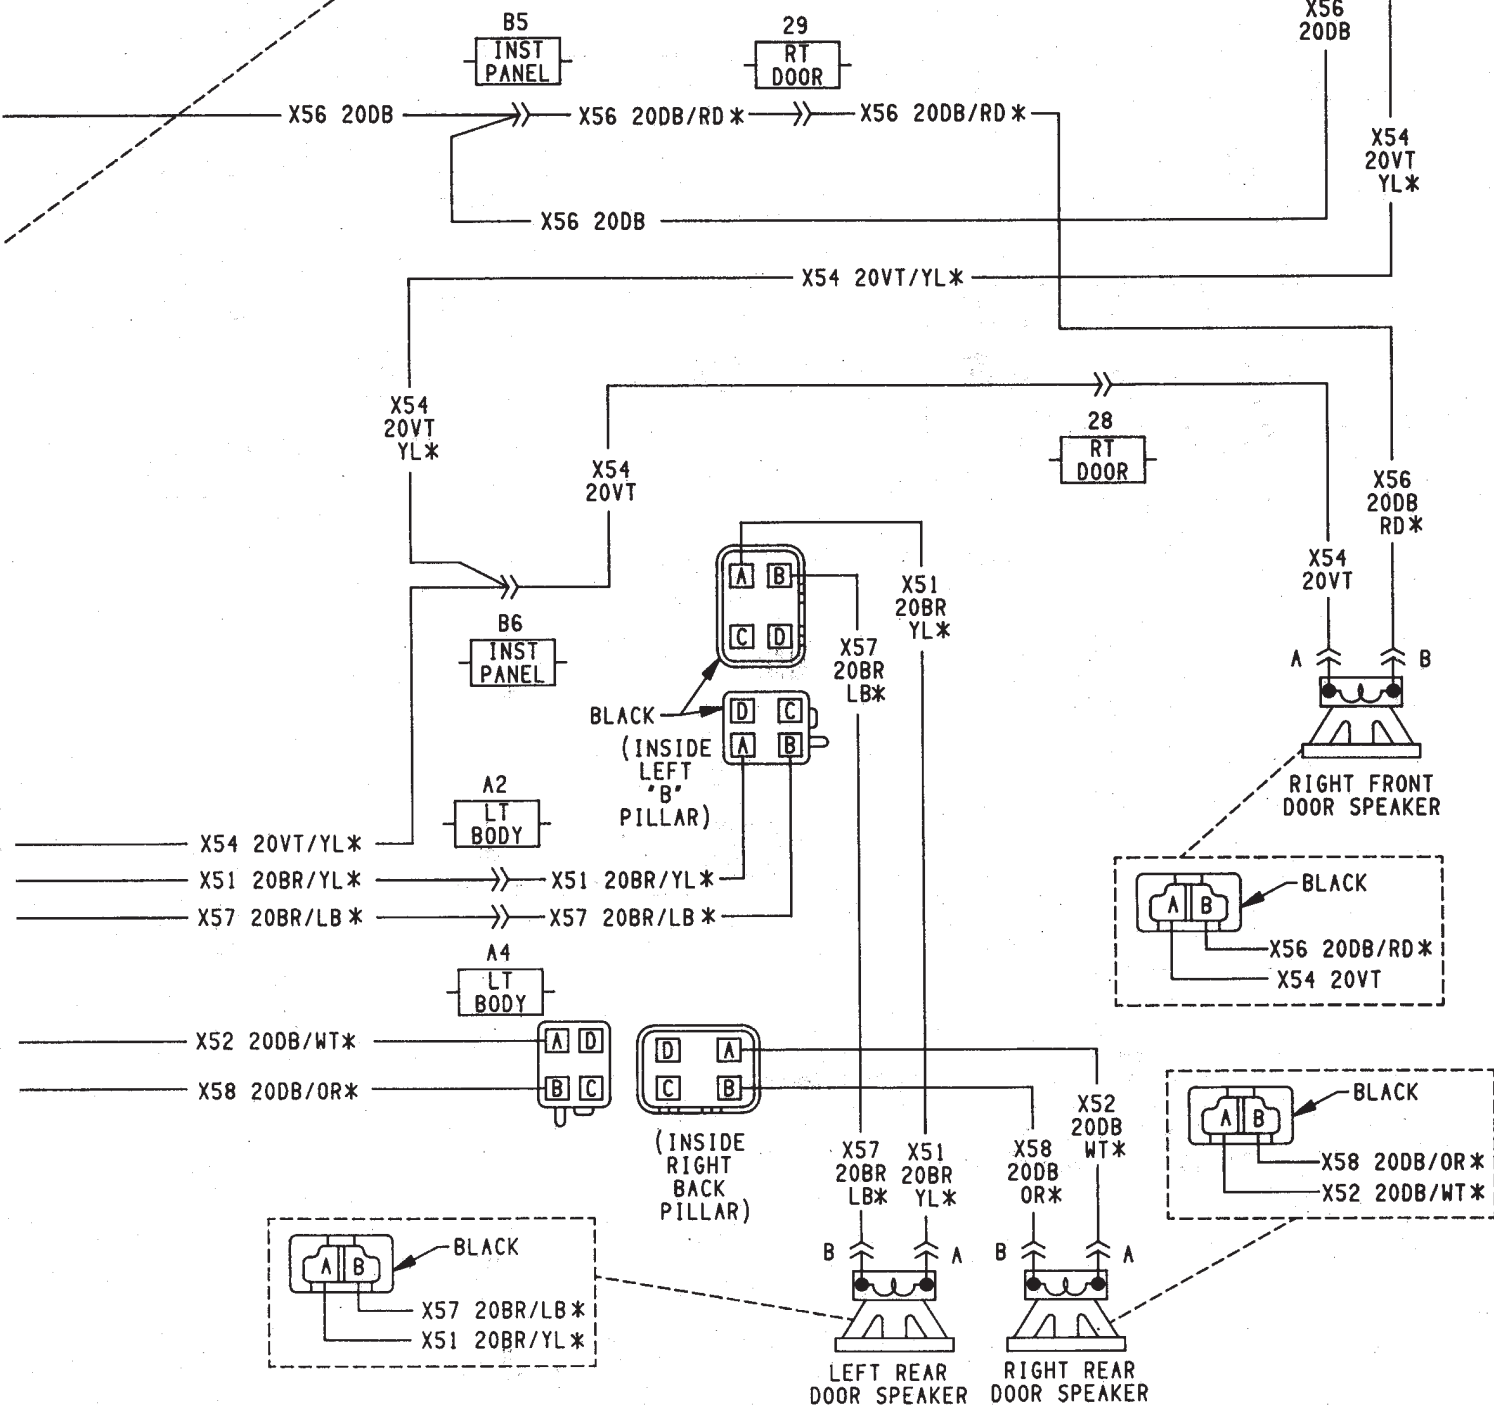 B5
INST
PANEL
29
RT
DOOR
X56
20DB
X56 20DB
X56 20DB/RD*
X56 20DB/RD*
X54
20VT
YL*
X56 20DB
X54 20VT/YL*
X54
20VT
YL*
X54
20VT
28
RT
DOOR
X56
20DB
RD*
X54
20VT
A B
C D
X51
20BR
YL*
X57
20BR
LB*
B6
INST
PANEL
A
B
BLACK
D C
A B
(INSIDE
LEFT
"B"
PILLAR)
RIGHT FRONT
DOOR SPEAKER
A2
LT
BODY
X54 20VT/YL*
X51 20BR/YL*
X51 20BR/YL*
X57 20BR/LB*
X57 20BR/LB*
A B
BLACK
X56 20DB/RD*
X54 20VT
A4
LT
BODY
X52 20DB/WT*
X58 20DB/OR*
A D
B C
D A
C B
(INSIDE
RIGHT
BACK
PILLAR)
X52
20DB
WT*
X57
20BR
LB*
X51
20BR
YL*
X58
20DB
OR*
A B
BLACK
X58 20DB/OR*
X52 20DB/WT*
A B
BLACK
X57 20BR/LB*
X51 20BR/YL*
B
A
B
A
LEFT REAR
DOOR SPEAKER
RIGHT REAR
DOOR SPEAKER